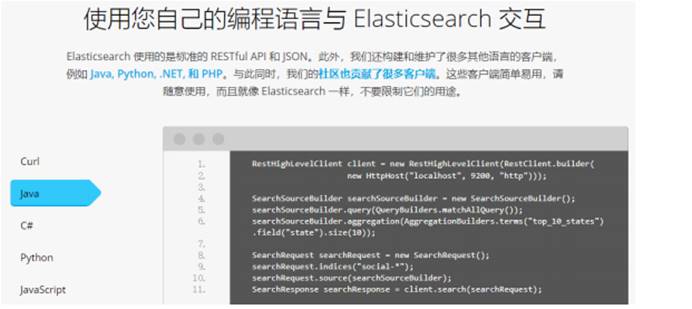 使用您自己的编程语言与 Elasticsearch 交互
Elasticsearch 使用的是标准的 RESTful API 和 JSON。此外，我们还构建和维护了很多其他语言的客户端，
例如 Java, Python, .NET, 和 PHP。与此同时，我们的社区也贡献了很多客户端。这些客户端简单易用，请
随意使用，而且就像 Elasticsearch 一样，不要限制它们的用途。
Curl
Java
C#
Python
JavaScript
1. RestHighLevelClient client = new RestHighLevelClient(RestClient.builder(
2. new HttpHost("localhost", 9200, "http")));
3.
4. SearchSourceBuilder searchSourceBuilder = new SearchSourceBuilder();
5. searchSourceBuilder.query(QueryBuilders.matchAllQuery());
6. searchSourceBuilder.aggregation(AggregationBuilders.terms("top_10_states")
.field("state").size(10));
7.
8. SearchRequest searchRequest = new SearchRequest();
9. searchRequest.indices("social-*");
10. searchRequest.source(searchSourceBuilder);
11. SearchResponse searchResponse = client.search(searchRequest);